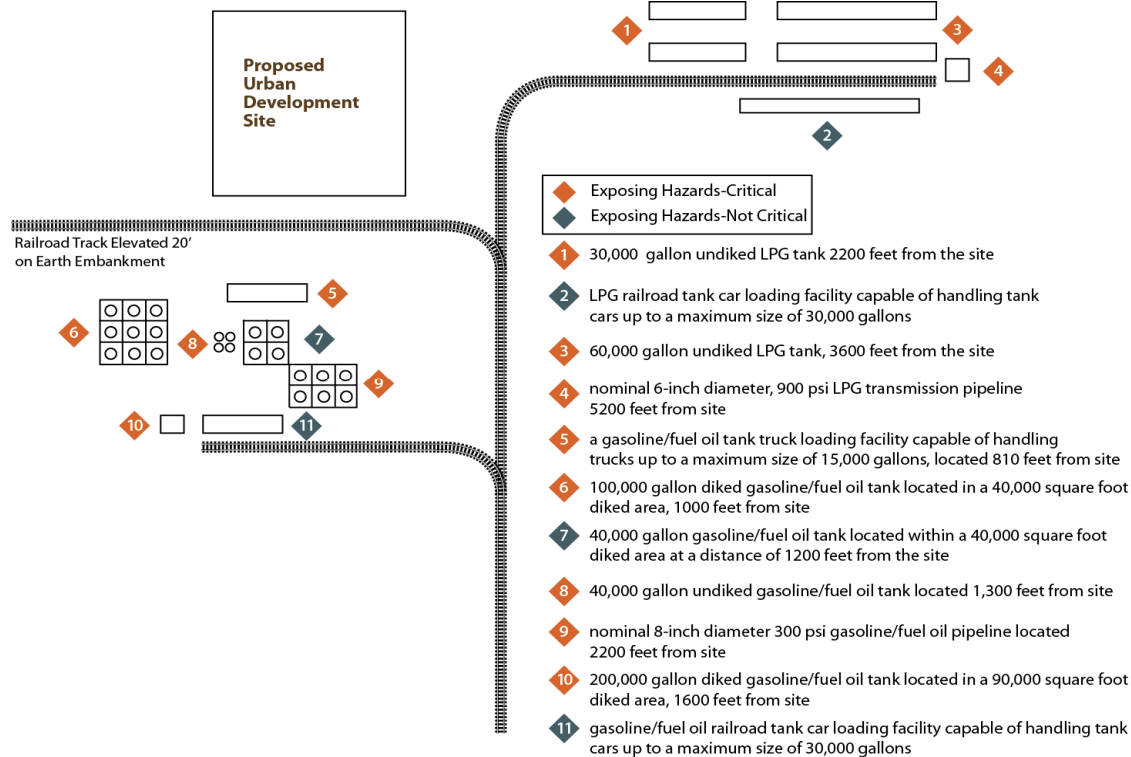 Proposed
Urban
Development
Site
1
3
4
2
Exposing Hazards-Critical
Exposing Hazards-Not Critical
Railroad Track Elevated 20'
on Earth Embankment
5
6
8
7
9
10
11
1 30,000 gallon undiked LPG tank 2200 feet from the site
2 LPG railroad tank car loading facility capable of handling tank
cars up to a maximum size of 30,000 gallons
3 60,000 gallon undiked LPG tank, 3600 feet from the site
4 nominal 6-inch diameter, 900 psi LPG transmission pipeline
5200 feet from site
5 a gasoline/fuel oil tank truck loading facility capable of handling
trucks up to a maximum size of 15,000 gallons, located 810 feet from site
6 100,000 gallon diked gasoline/fuel oil tank located in a 40,000 square foot
diked area, 1000 feet from site
7 40,000 gallon gasoline/fuel oil tank located within a 40,000 square foot
diked area at a distance of 1200 feet from the site
8 40,000 gallon undiked gasoline/fuel oil tank located 1,300 feet from site
9 nominal 8-inch diameter 300 psi gasoline/fuel oil pipeline located
2200 feet from site
10 200,000 gallon diked gasoline/fuel oil tank located in a 90,000 square foot
diked area, 1600 feet from site
11 gasoline/fuel oil railroad tank car loading facility capable of handling tank
cars up to a maximum size of 30,000 gallons